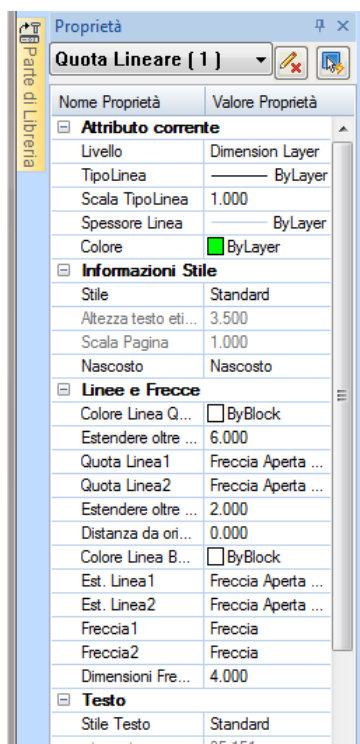 Proprietà
Parte di Libreria
Quota Lineare (1)
Nome Proprietà Valore Proprietà
Attributo corrente
Livello Dimension Layer
TipoLinea ByLayer
Scala TipoLinea 1.000
Spessore Linea ByLayer
Colore ByLayer
Informazioni Stile
Stile Standard
Altezza testo eti... 3.500
Scala Pagina 1.000
Nascosto Nascosto
Linee e Frecce
Colore Linea Q... ByBlock
Estendere oltre ... 6.000
Quota Linea1 Freccia Aperta ...
Quota Linea2 Freccia Aperta ...
Estendere oltre ... 2.000
Distanza da ori... 0.000
Colore Linea B... ByBlock
Est. Linea1 Freccia Aperta ...
Est. Linea2 Freccia Aperta ...
Freccia1 Freccia
Freccia2 Freccia
Dimensioni Fre... 4.000
Testo
Stile Testo Standard